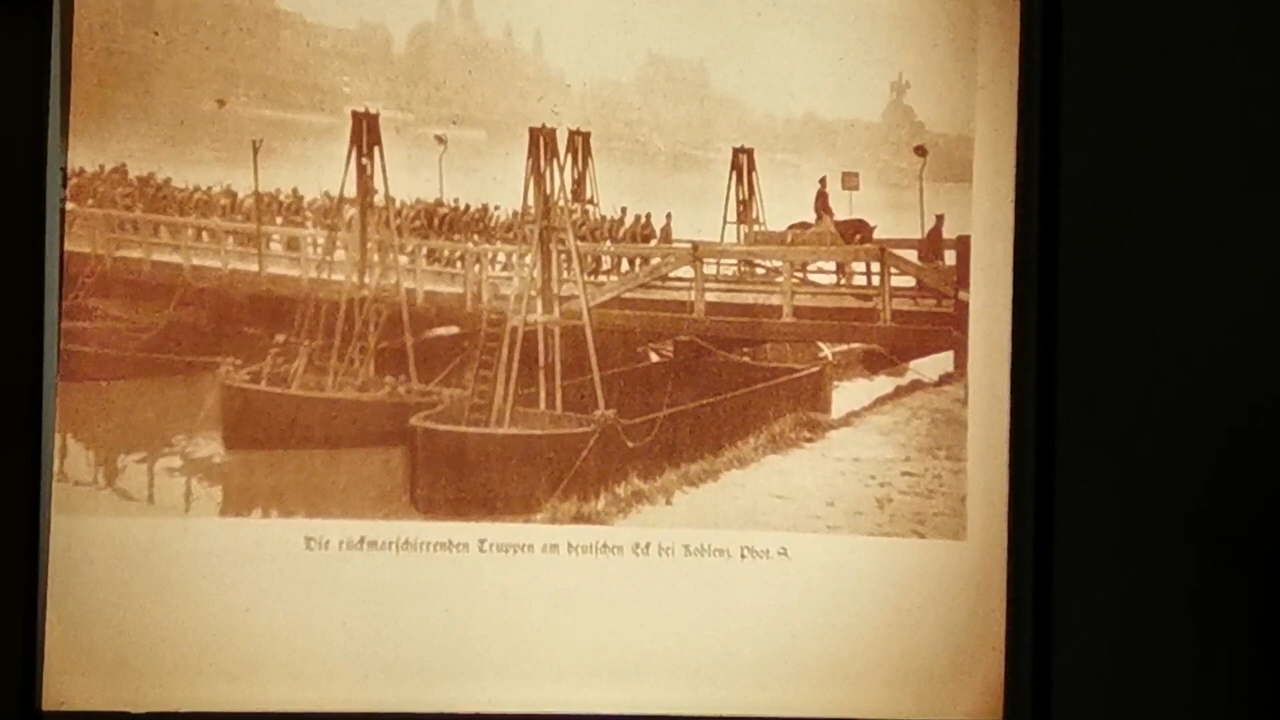 Die rückmarschierenden Truppen am deutschen Eck bei Koblenz. Phot. A.